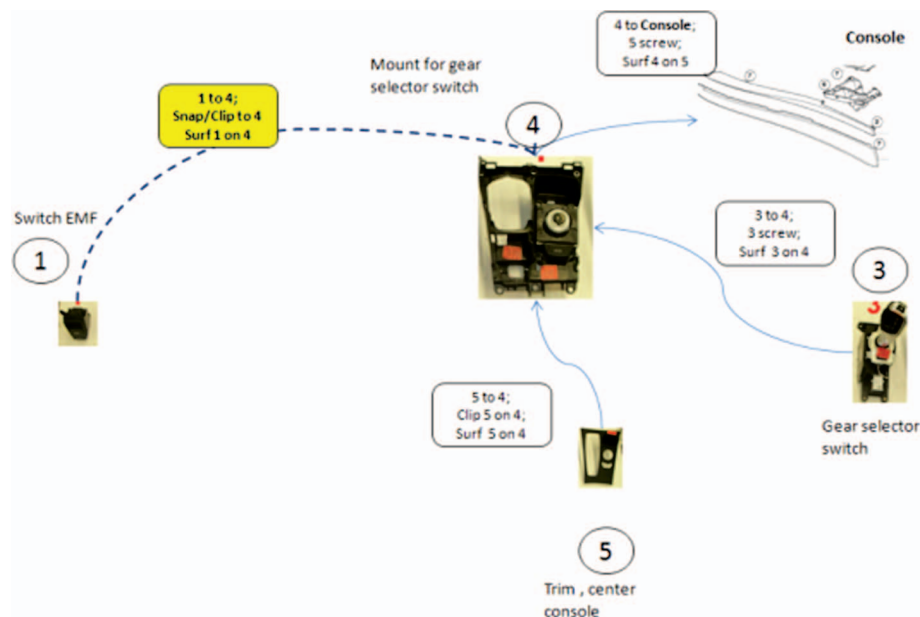 4 to Console;
5 screw;
Surf 4 on 5
Console
Mount for gear
selector switch
1 to 4;
Snap/Clip to 4
Surf 1 on 4
4
Switch EMF
1
3 to 4;
3 screw;
Surf 3 on 4
3
3
5 to 4;
Clip 5 on 4;
Surf 5 on 4
Gear selector
switch
5
Trim , center
console